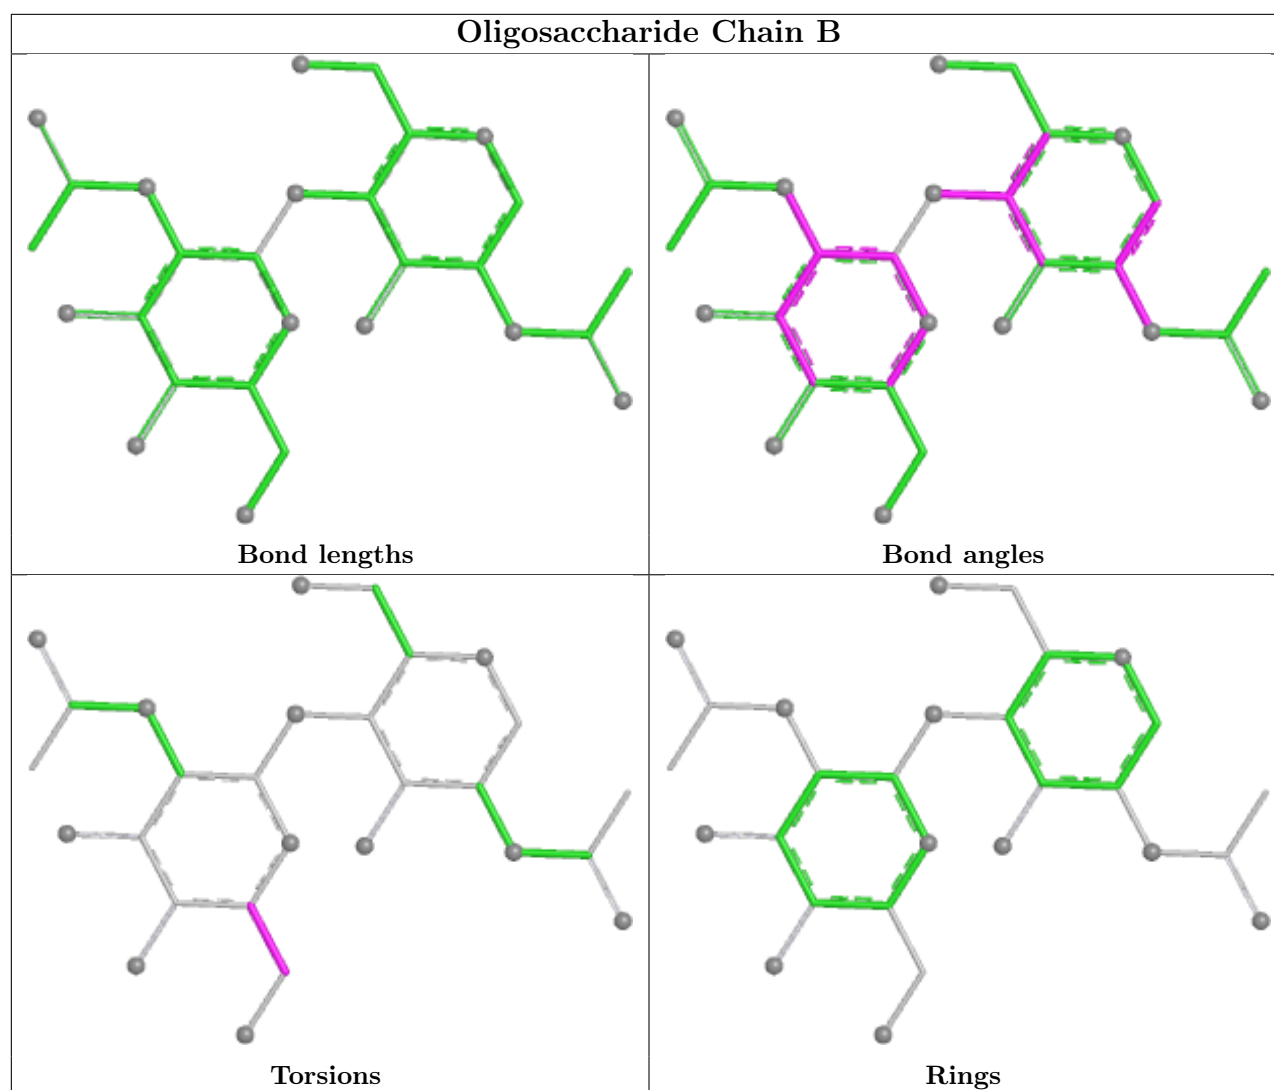 Oligosaccharide Chain B
Bond lengths
Bond angles
Torsions
Rings